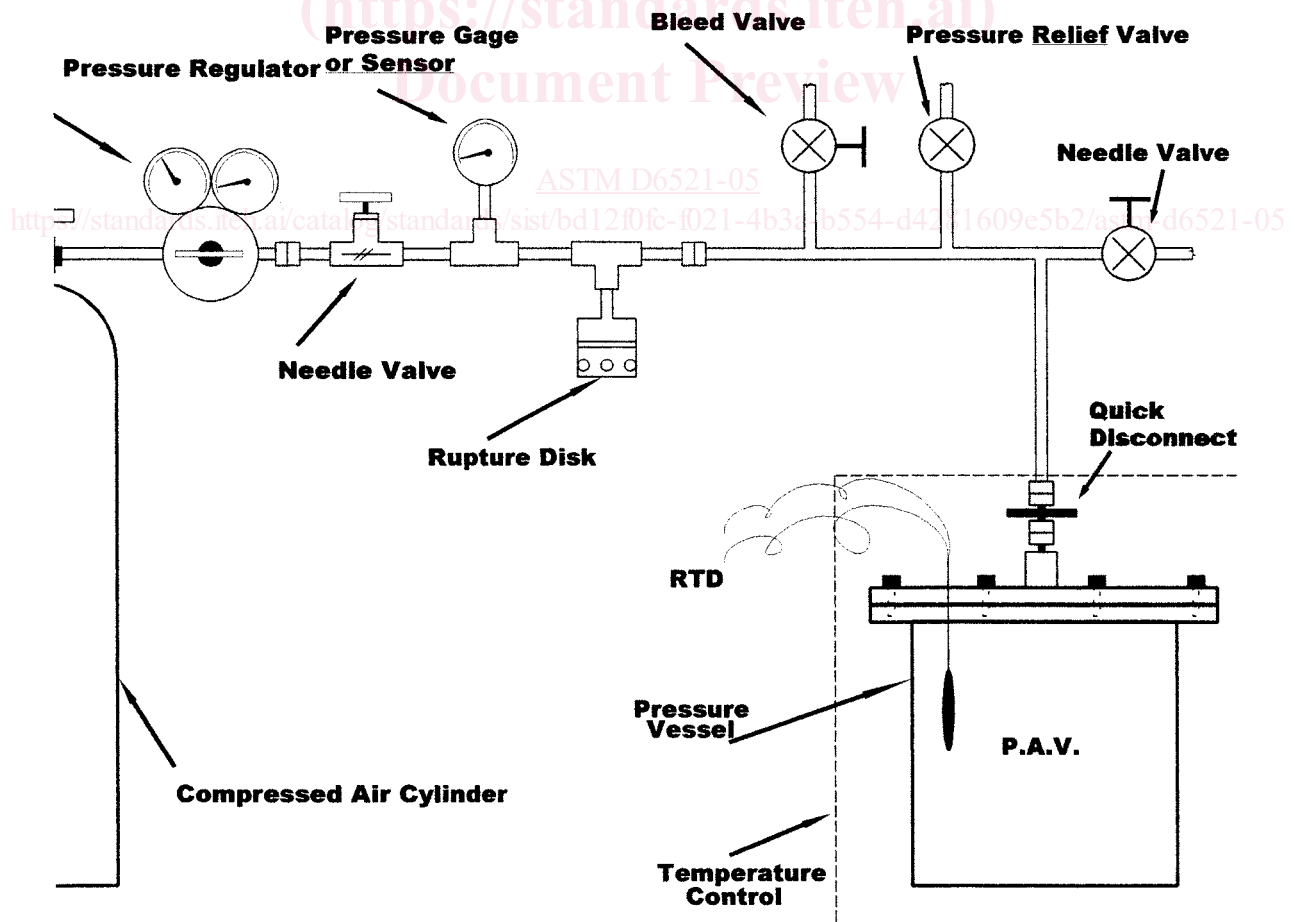 (https://standards.iteh.ai)
Document Preview
Pressure Regulator
Pressure Gage
or Sensor
Bleed Valve
Pressure Relief Valve
Needle Valve
ASTM D6521-05
https://standards.iteh.ai/catalog/standards/sist/bd12f0fc-f021-4b3a-b554-d4281609e5b2/astm-d6521-05
Needle Valve
Rupture Disk
Quick
Disconnect
RTD
Pressure
Vessel
P.A.V.
Compressed Air Cylinder
Temperature
Control